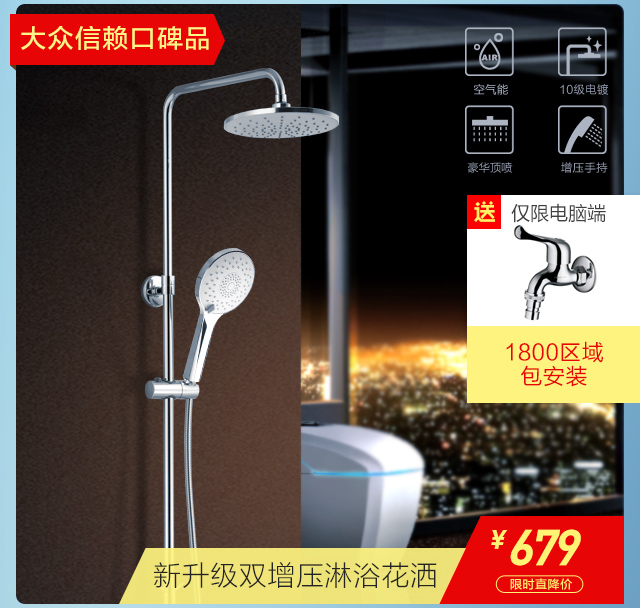 大众信赖口碑品
AIR
空气能
10级电镀
豪华顶喷
增压手持
送 仅限电脑端
1800区域
包安装
新升级双增压淋浴花洒
¥679
限时直降价